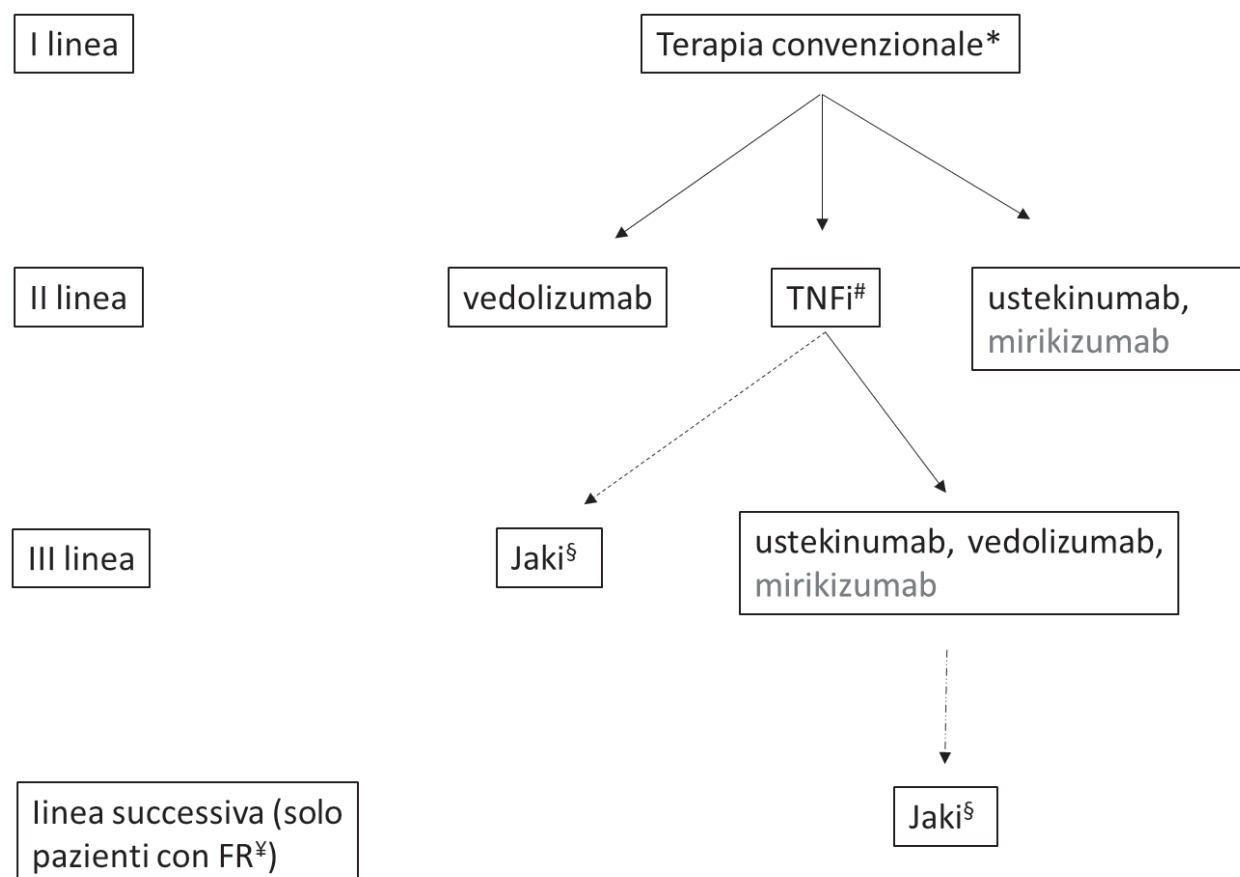 I linea
Terapia convenzionale*
II linea
vedolizumab
TNFi#
ustekinumab,
mirikizumab
III linea
Jaki§
ustekinumab, vedolizumab,
mirikizumab
linea successiva (solo
pazienti con FR¥)
Jaki§